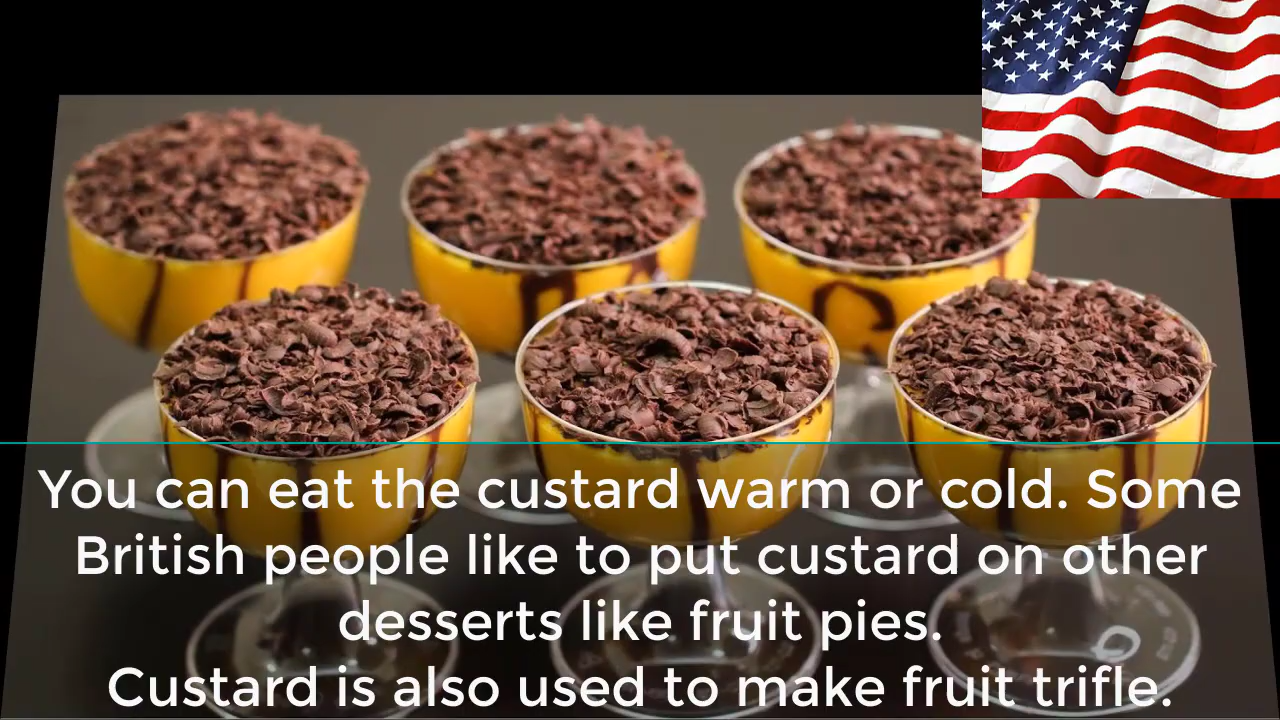 You can eat the custard warm or cold. Some
British people like to put custard on other
desserts like fruit pies.
Custard is also used to make fruit trifle.